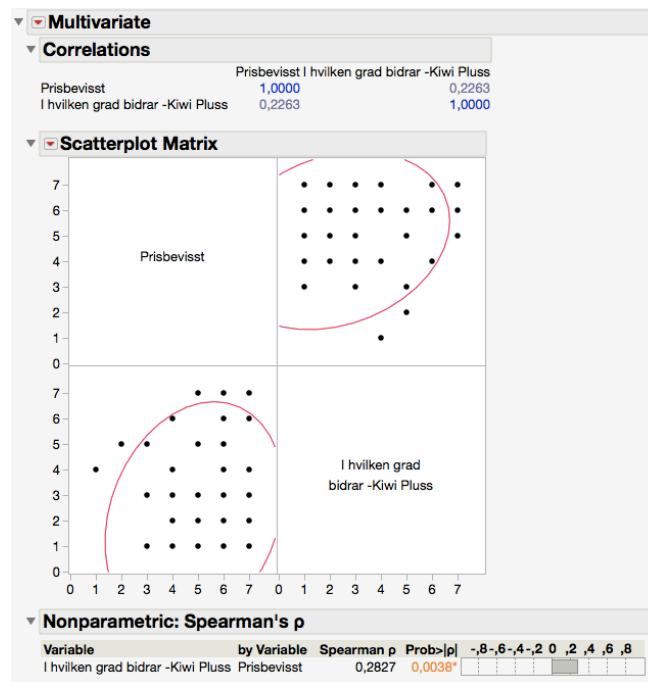 Multivariate
Correlations
Prisbevisst I hvilken grad bidrar -Kiwi Pluss
Prisbevisst 1,0000 0,2263
I hvilken grad bidrar -Kiwi Pluss 0,2263 1,0000
Scatterplot Matrix
7
6
5
4
3
2
1
0
Prisbevisst
7
6
5
4
3
2
1
0
I hvilken grad
bidrar -Kiwi Pluss
0 1 2 3 4 5 6 7 0 1 2 3 4 5 6 7
Nonparametric: Spearman's ρ
Variable by Variable Spearman ρ Prob>|ρ| -,8 -,6 -,4 -,2 0 ,2 ,4 ,6 ,8
I hvilken grad bidrar -Kiwi Pluss Prisbevisst 0,2827 0,0038*